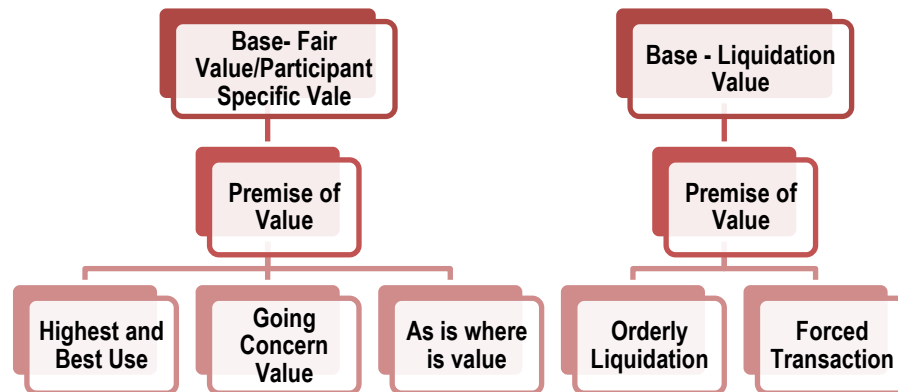 Base- Fair
Value/Participant
Specific Vale
Base - Liquidation
Value
Premise of
Value
Premise of
Value
Highest and
Best Use
Going
Concern
Value
As is where
is value
Orderly
Liquidation
Forced
Transaction